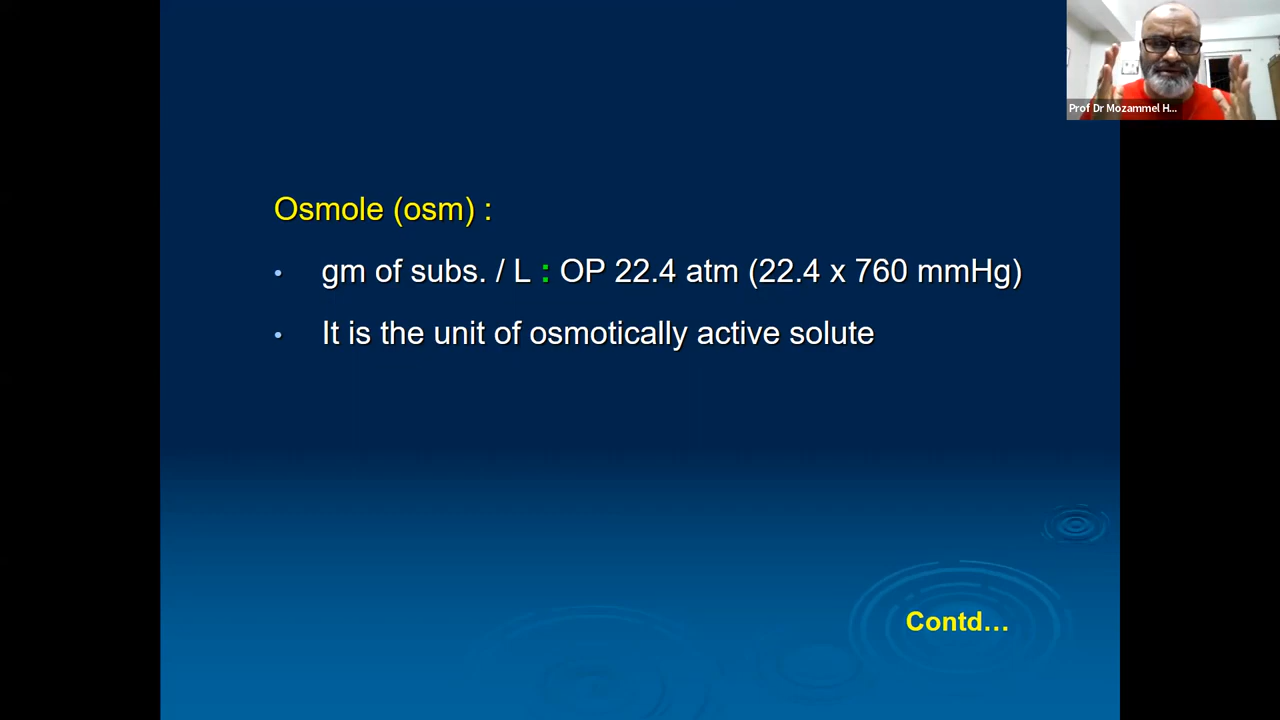 Prof Dr Mozammel H...
Osmole (osm) :
• gm of subs. / L : OP 22.4 atm (22.4 x 760 mmHg)
• It is the unit of osmotically active solute
Contd...